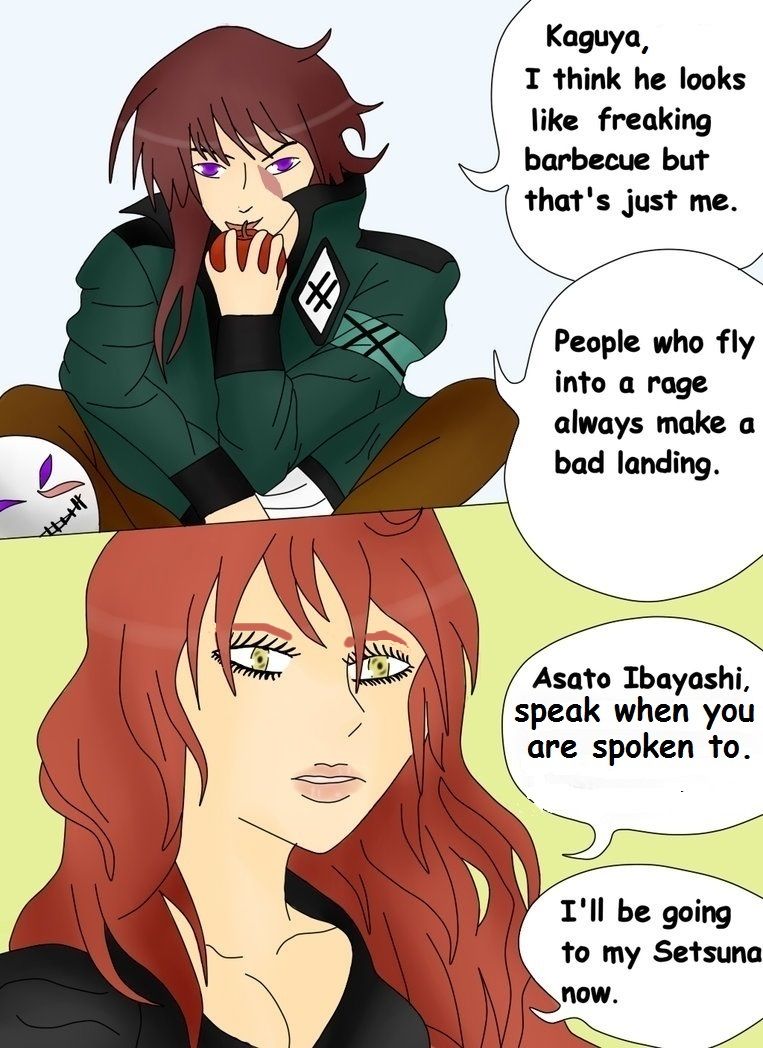 Kaguya,
I think he looks
like freaking
barbecue but
that's just me.
People who fly
into a rage
always make a
bad landing.
Asato Ibayashi,
speak when you
are spoken to.
I'll be going
to my Setsuna
now.